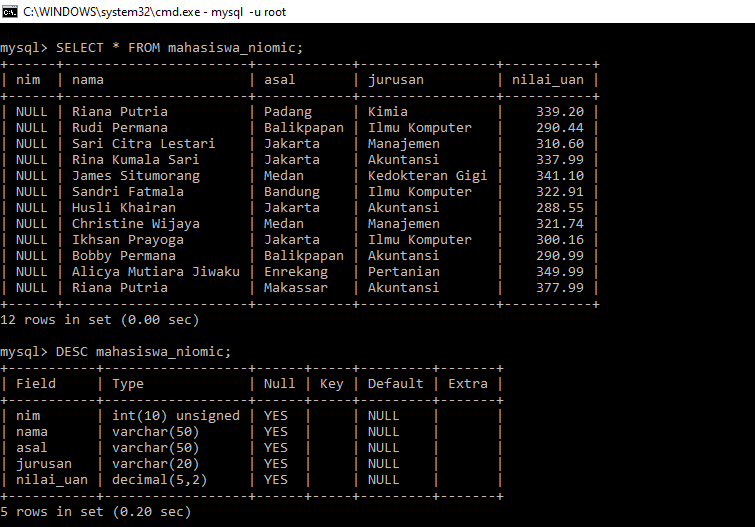 C:\WINDOWS\system32\cmd.exe - mysql  -u root
mysql> SELECT * FROM mahasiswa_niomic;
+------+------------------------+------------+-----------------+-----------+
| nim  | nama                   | asal       | jurusan         | nilai_uan |
+------+------------------------+------------+-----------------+-----------+
| NULL | Riana Putria           | Padang     | Kimia           |    339.20 |
| NULL | Rudi Permana           | Balikpapan | Ilmu Komputer   |    290.44 |
| NULL | Sari Citra Lestari     | Jakarta    | Manajemen       |    310.60 |
| NULL | Rina Kumala Sari       | Jakarta    | Akuntansi       |    337.99 |
| NULL | James Situmorang       | Medan      | Kedokteran Gigi |    341.10 |
| NULL | Sandri Fatmala         | Bandung    | Ilmu Komputer   |    322.91 |
| NULL | Husli Khairan          | Jakarta    | Akuntansi       |    288.55 |
| NULL | Christine Wijaya       | Medan      | Manajemen       |    321.74 |
| NULL | Ikhsan Prayoga         | Jakarta    | Ilmu Komputer   |    300.16 |
| NULL | Bobby Permana          | Balikpapan | Akuntansi       |    290.99 |
| NULL | Alicya Mutiara Jiwaku  | Enrekang   | Pertanian       |    349.99 |
| NULL | Riana Putria           | Makassar   | Akuntansi       |    377.99 |
+------+------------------------+------------+-----------------+-----------+
12 rows in set (0.00 sec)
mysql> DESC mahasiswa_niomic;
+-----------+------------------+------+-----+---------+-------+
| Field     | Type             | Null | Key | Default | Extra |
+-----------+------------------+------+-----+---------+-------+
| nim       | int(10) unsigned | YES  |     | NULL    |       |
| nama      | varchar(50)      | YES  |     | NULL    |       |
| asal      | varchar(50)      | YES  |     | NULL    |       |
| jurusan   | varchar(20)      | YES  |     | NULL    |       |
| nilai_uan | decimal(5,2)     | YES  |     | NULL    |       |
+-----------+------------------+------+-----+---------+-------+
5 rows in set (0.20 sec)